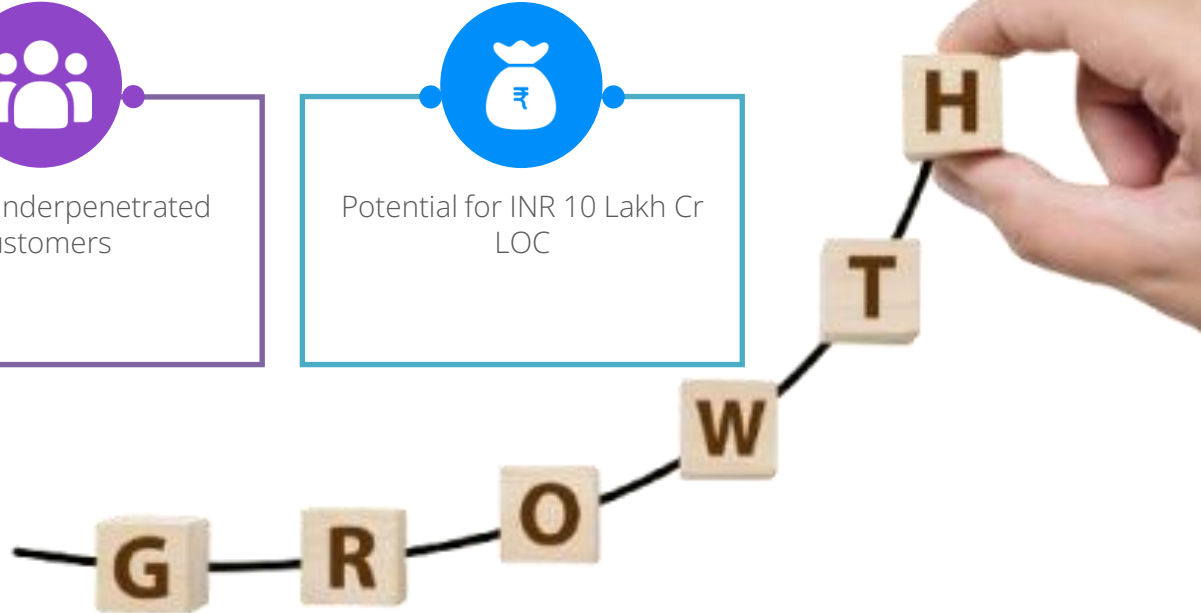 ₹
nderpenetrated
ustomers
Potential for INR 10 Lakh Cr
LOC
H
T
W
O
R
G